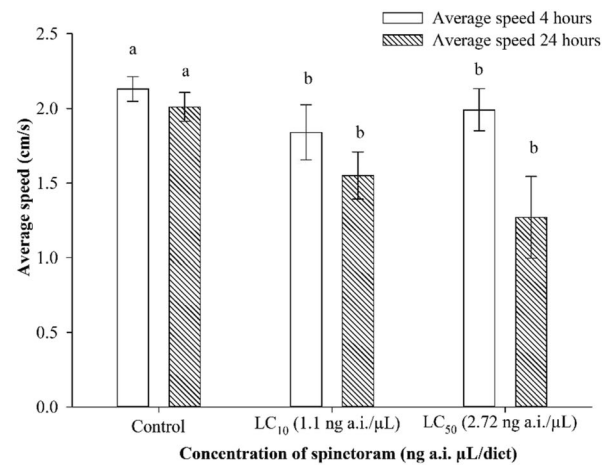 Average speed 4 hours
Average speed 24 hours
2.5
2.0
1.5
1.0
0.5
0.0
Average speed (cm/s)
a
a
b
b
b
b
Control
LC10 (1.1 ng a.i./µL)
LC50 (2.72 ng a.i./µL)
Concentration of spinctoram (ng a.i. µL/diet)